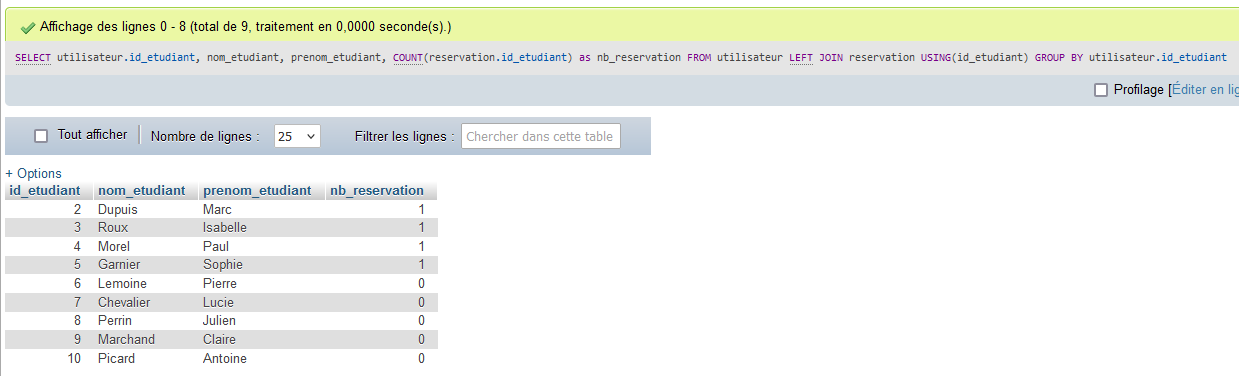 Affichage des lignes 0 - 8 (total de 9, traitement en 0,0000 seconde(s).)
SELECT utilisateur.id_etudiant, nom_etudiant, prenom_etudiant, COUNT(reservation.id_etudiant) as nb_reservation FROM utilisateur LEFT JOIN reservation USING(id_etudiant) GROUP BY utilisateur.id_etudiant
Profilage [Éditer en lig
Tout afficher Nombre de lignes : 25 Filtrer les lignes : Chercher dans cette table
+ Options
id_etudiant nom_etudiant prenom_etudiant nb_reservation
2 Dupuis Marc 1
3 Roux Isabelle 1
4 Morel Paul 1
5 Garnier Sophie 1
6 Lemoine Pierre 0
7 Chevalier Lucie 0
8 Perrin Julien 0
9 Marchand Claire 0
10 Picard Antoine 0